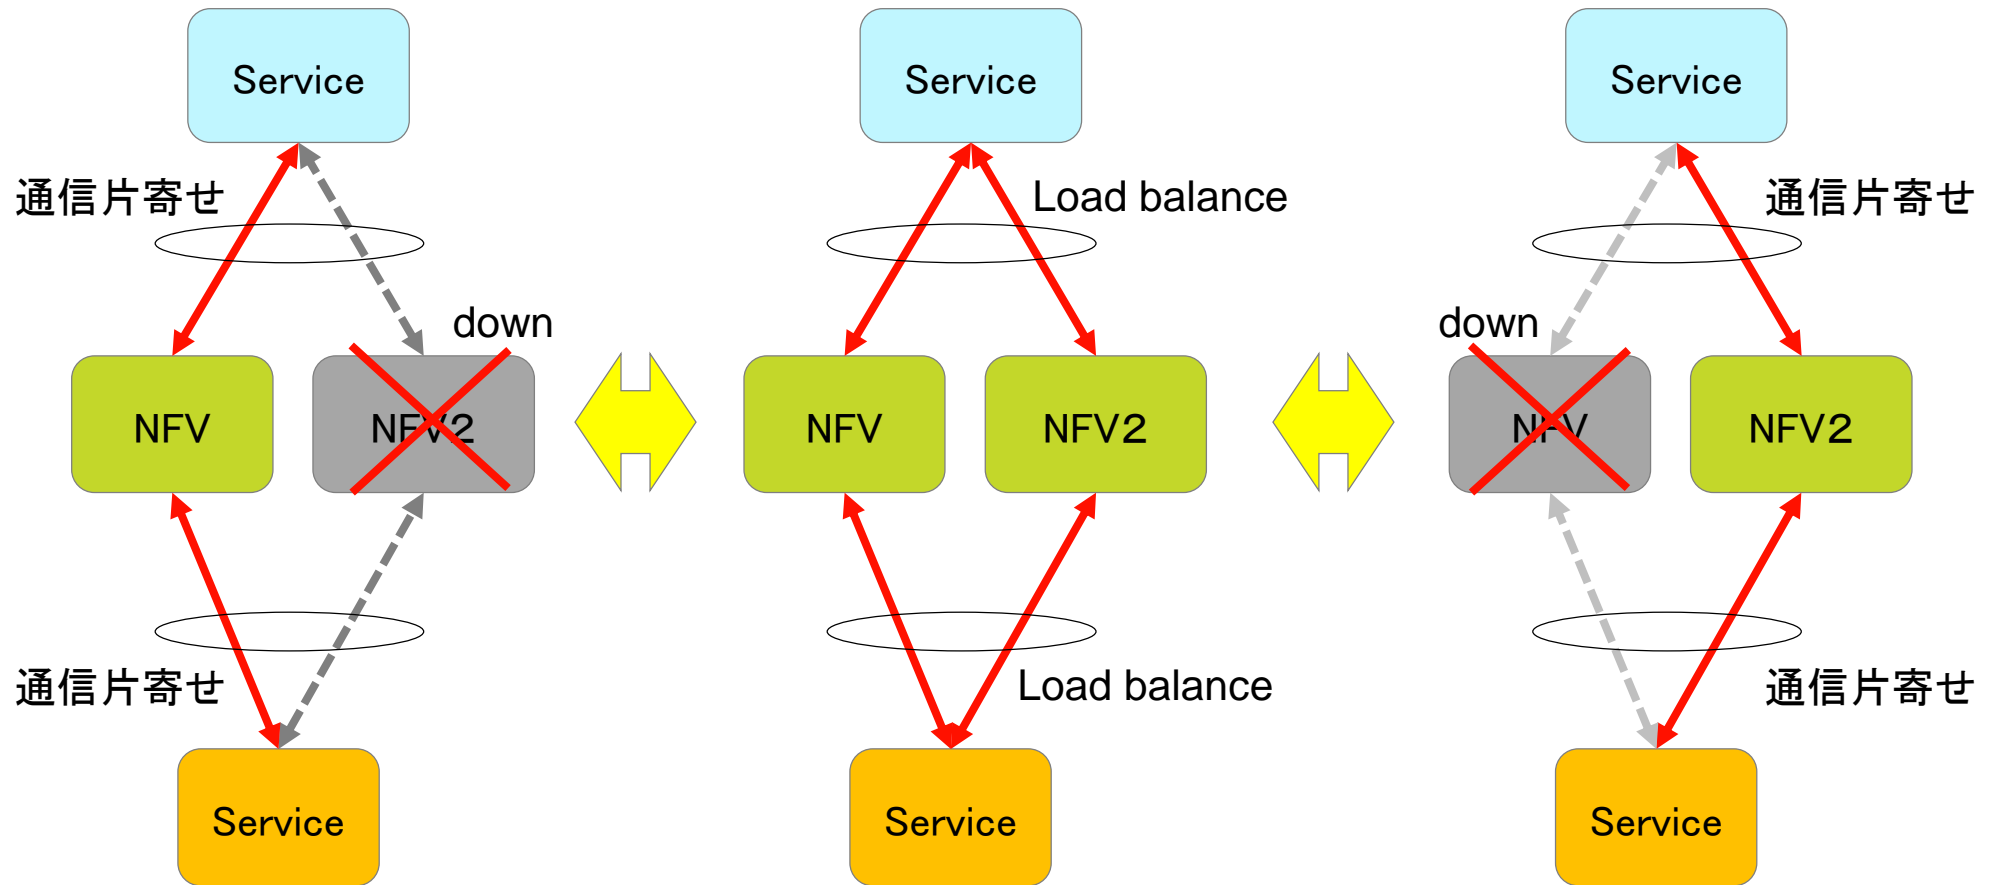 Service
通信片寄せ
down
NFV
NFV2
通信片寄せ
Service
Service
Load balance
NFV
NFV2
Load balance
Service
Service
通信片寄せ
down
NFV
NFV2
通信片寄せ
Service